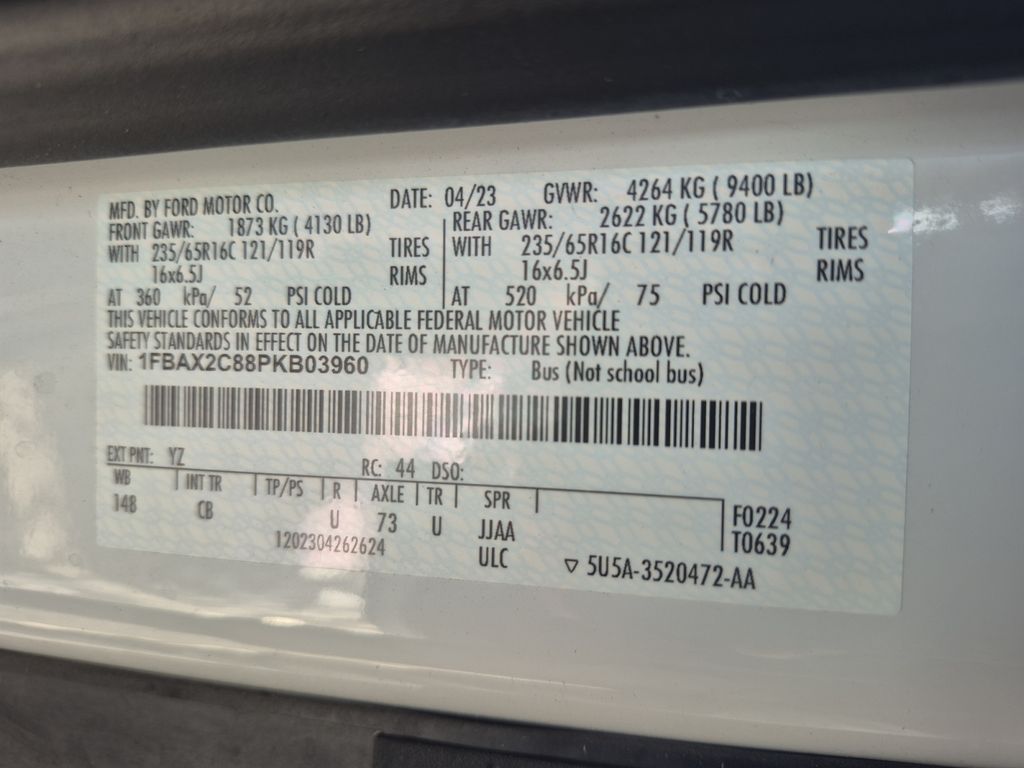 MFD. BY FORD MOTOR CO. DATE: 04/23 GVWR: 4264 KG ( 9400 LB)
FRONT GAWR: 1873 KG ( 4130 LB) REAR GAWR: 2622 KG ( 5780 LB)
WITH 235/65R16C 121/119R TIRES WITH 235/65R16C 121/119R TIRES
16x6.5J RIMS 16x6.5J RIMS
AT 360 kPa/ 52 PSI COLD AT 520 kPa/ 75 PSI COLD
THIS VEHICLE CONFORMS TO ALL APPLICABLE FEDERAL MOTOR VEHICLE
SAFETY STANDARDS IN EFFECT ON THE DATE OF MANUFACTURE SHOWN ABOVE.
VIN: 1FBAX2C88PKB03960 TYPE: Bus (Not school bus)
EXT PNT: YZ RC: 44 DSO:
WB INT TR TP/PS R AXLE TR SPR
148 CB U 73 U JJAA F0224
1202304262624 ULC T0639
▽ 5U5A-3520472-AA